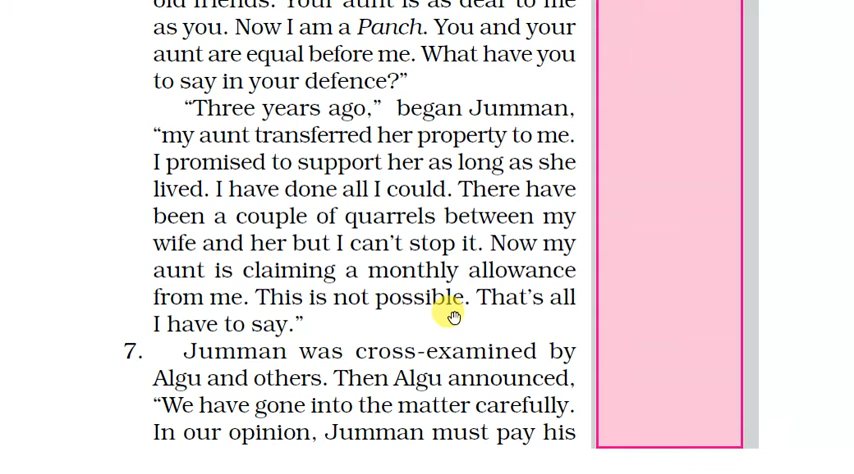 old friends. Your aunt is as dear to me
as you. Now I am a Panch. You and your
aunt are equal before me. What have you
to say in your defence?”
“Three years ago,” began Jumman,
“my aunt transferred her property to me.
I promised to support her as long as she
lived. I have done all I could. There have
been a couple of quarrels between my
wife and her but I can’t stop it. Now my
aunt is claiming a monthly allowance
from me. This is not possible. That’s all
I have to say.”
7. Jumman was cross-examined by
Algu and others. Then Algu announced,
“We have gone into the matter carefully.
In our opinion, Jumman must pay his